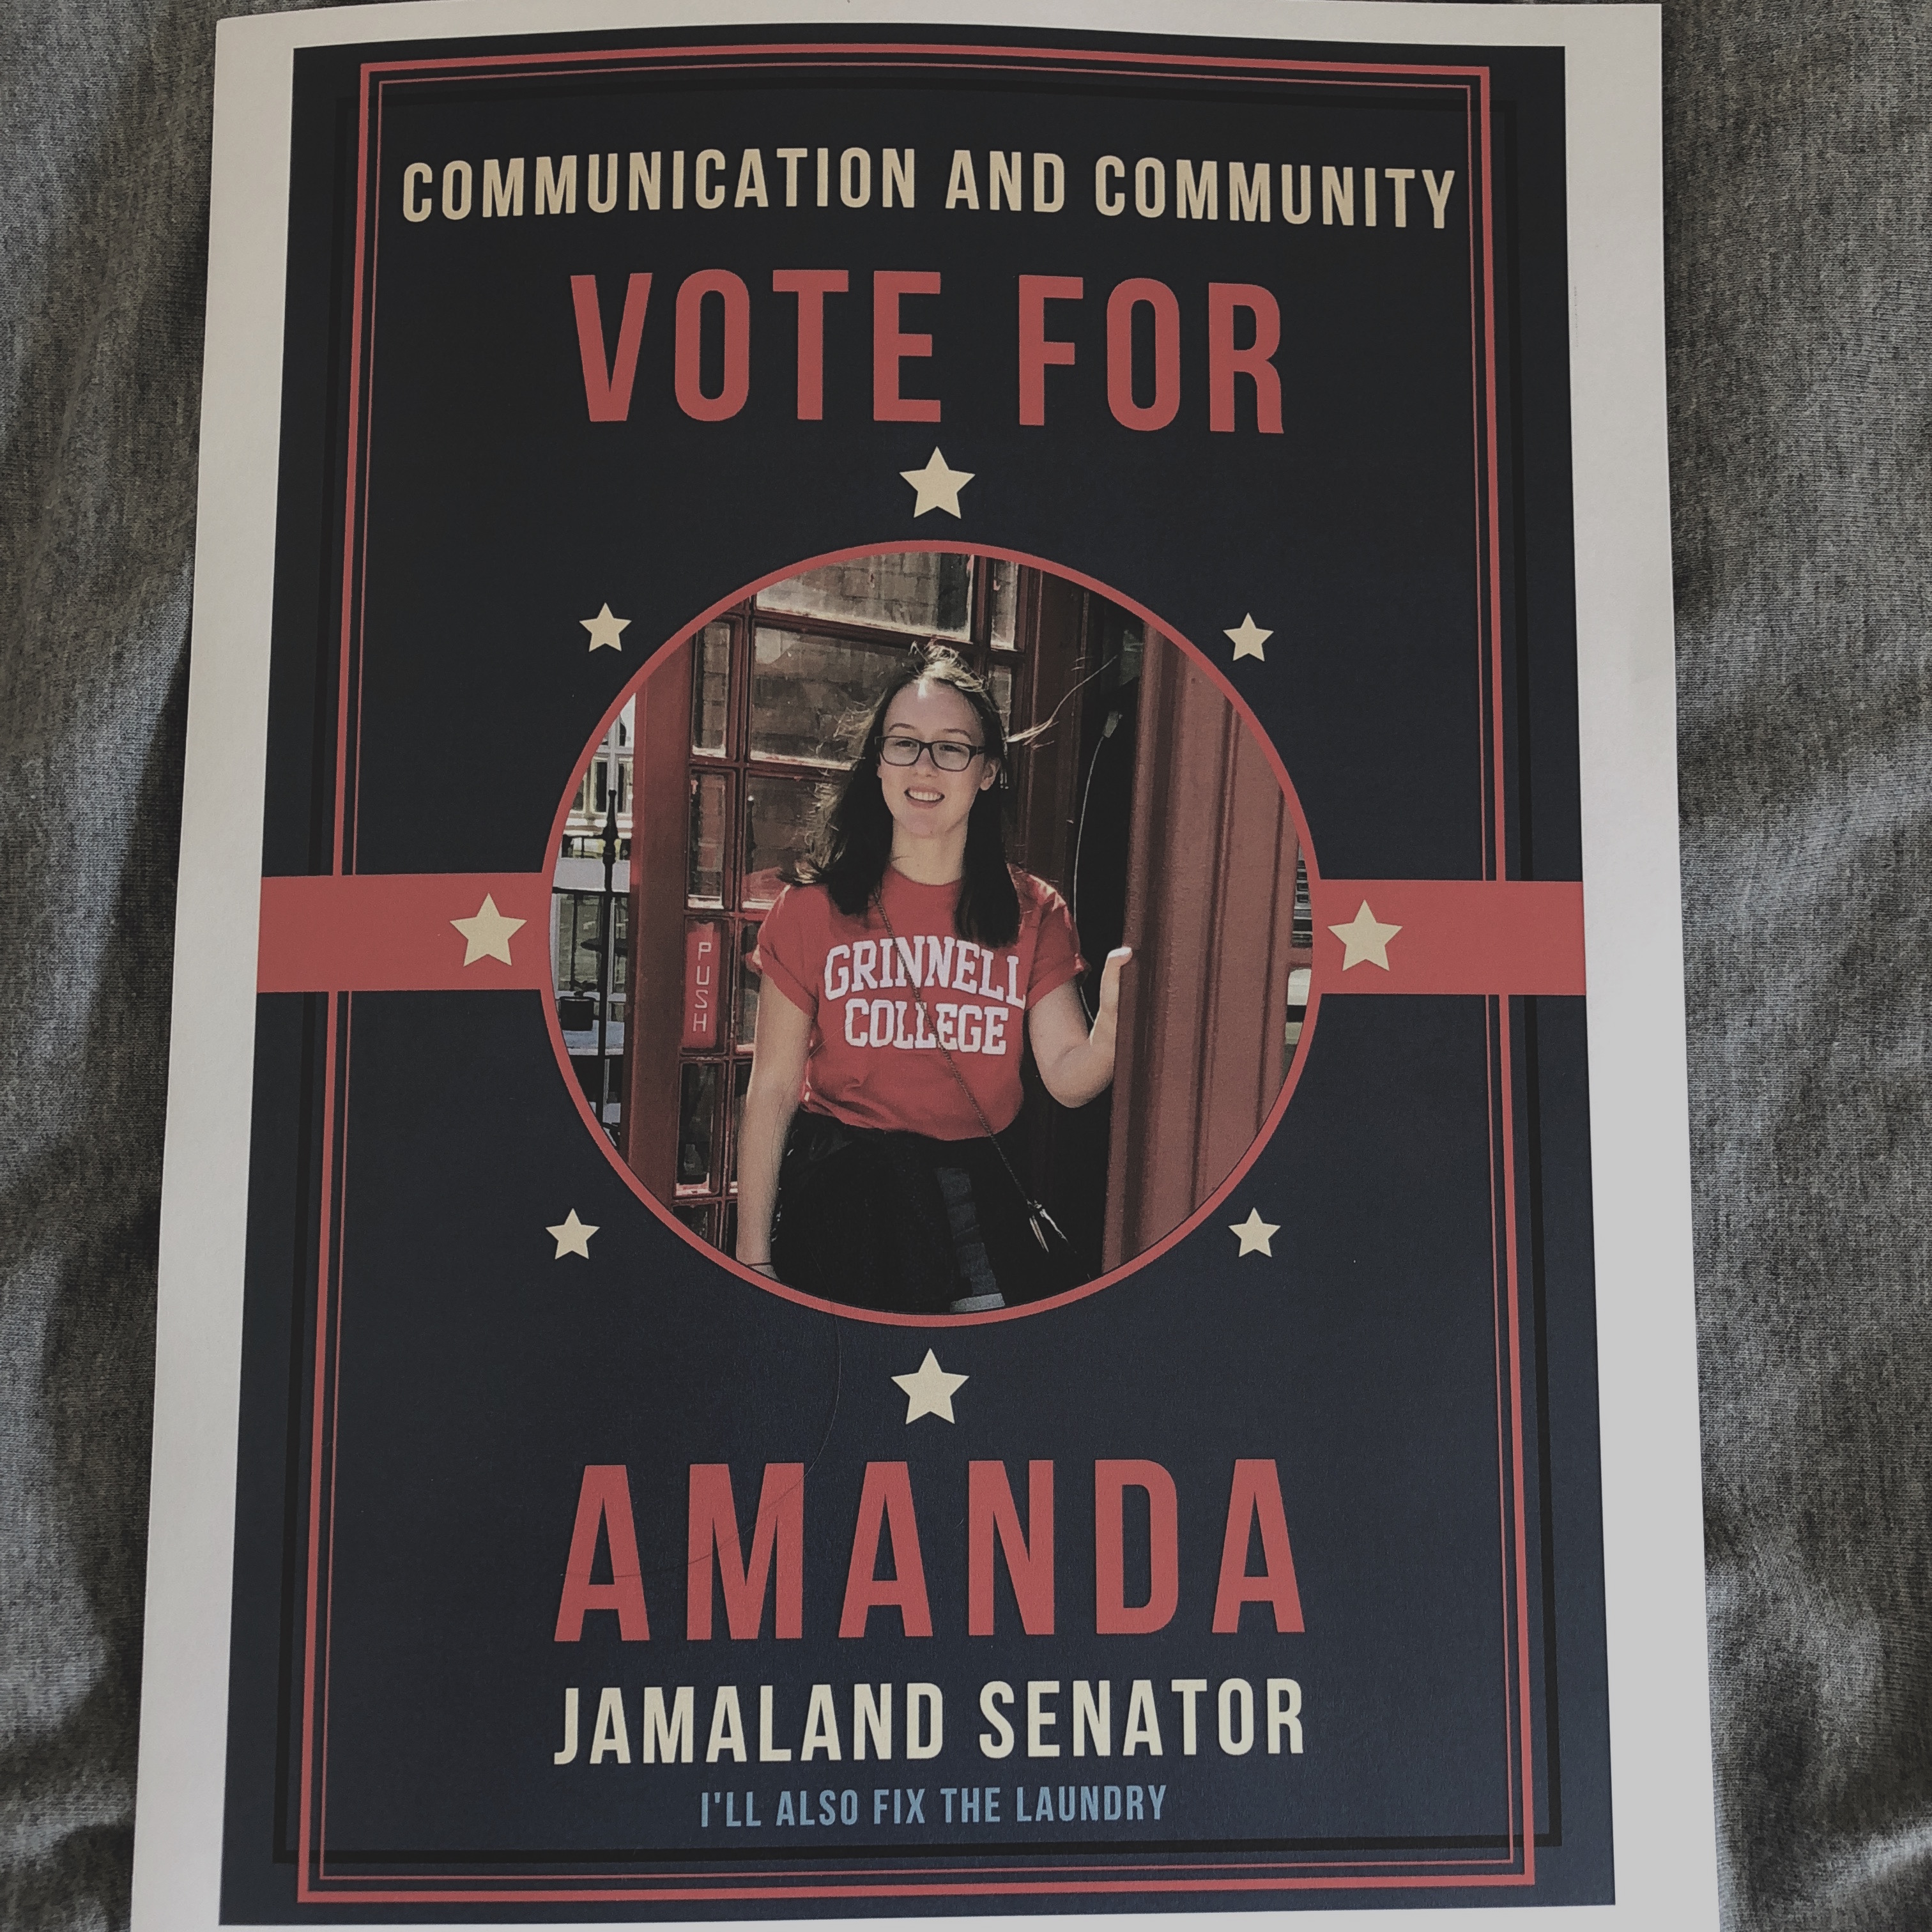 COMMUNICATION AND COMMUNITY
VOTE FOR
PUSH
GRINNELL
COLLEGE
AMANDA
JAMALAND SENATOR
I'LL ALSO FIX THE LAUNDRY